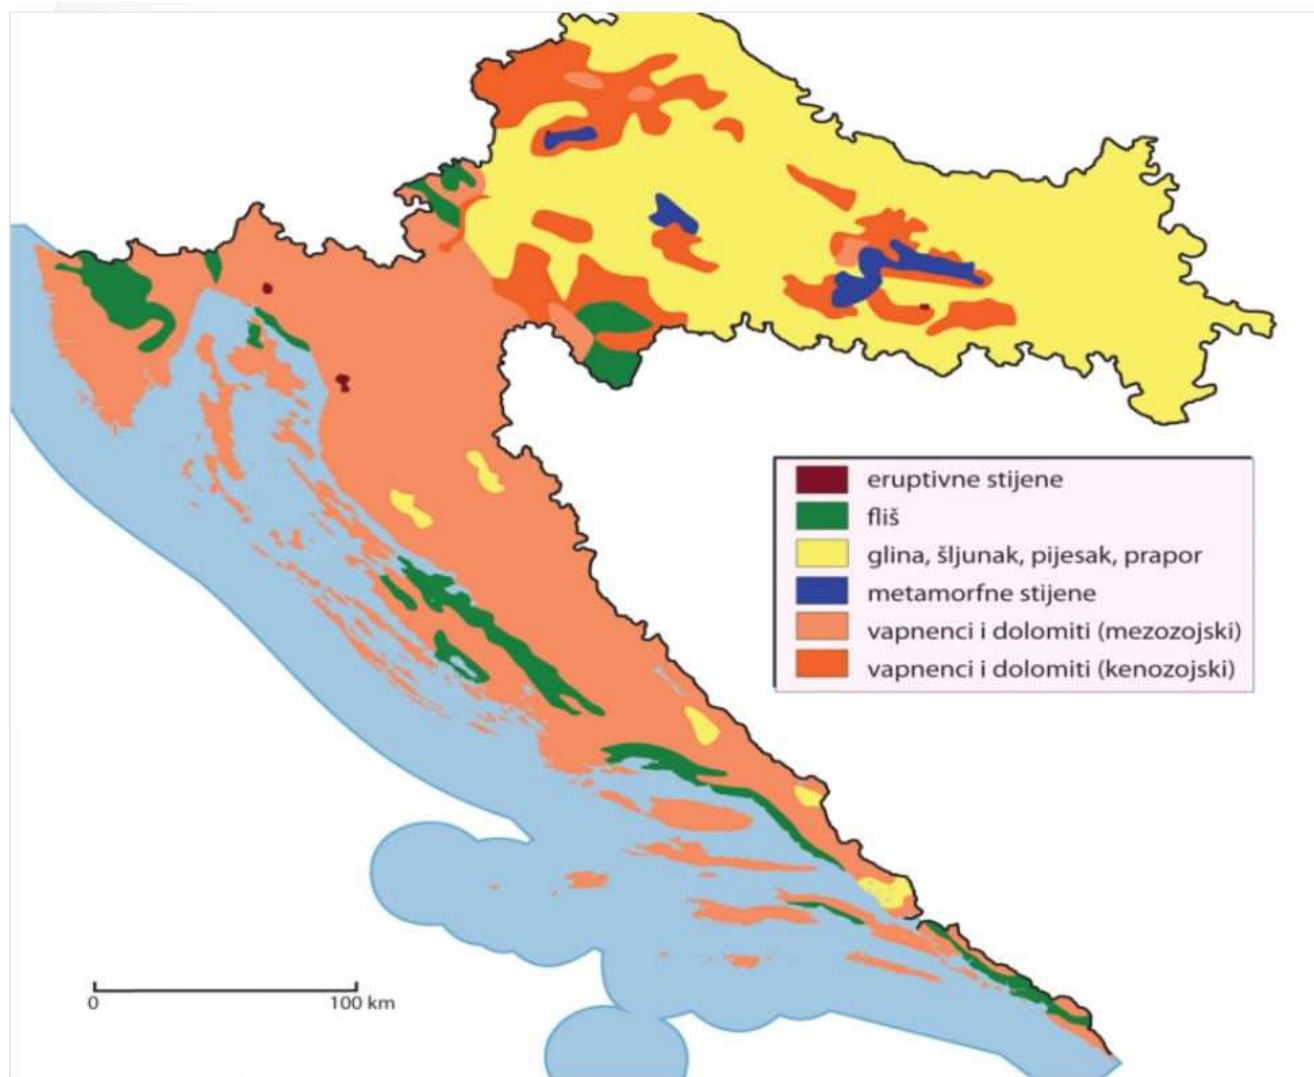 eruptivne stijene
fliš
glina, šljunak, pijesak, prapor
metamorfne stijene
vapnenci i dolomiti (mezozojski)
vapnenci i dolomiti (kenozojski)
0 100 km